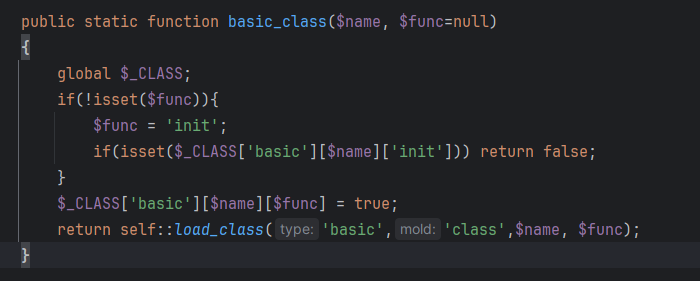 public static function basic_class($name, $func=null)
{
    global $_CLASS;
    if(!isset($func)){
        $func = 'init';
        if(isset($_CLASS['basic'][$name]['init'])) return false;
    }
    $_CLASS['basic'][$name][$func] = true;
    return self::load_class( type: 'basic', mold: 'class',$name, $func);
}